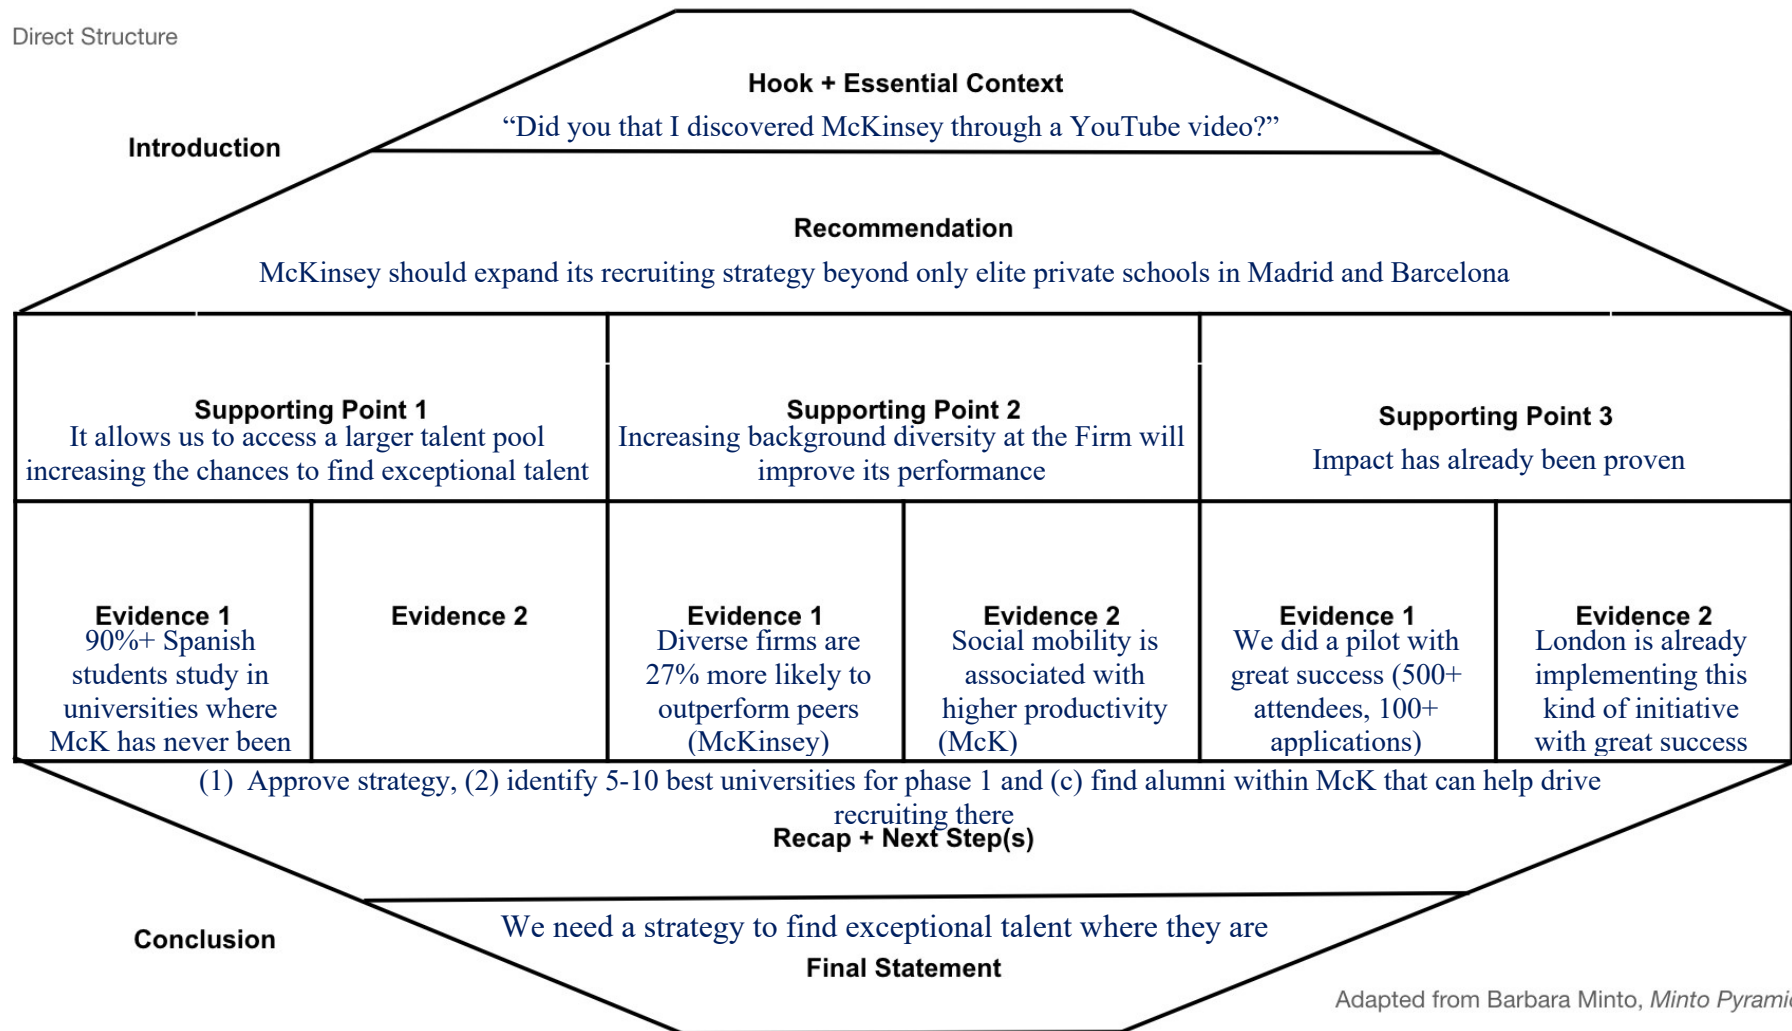 Direct Structure
Hook + Essential Context
“Did you that I discovered McKinsey through a YouTube video?”
Introduction
Recommendation
McKinsey should expand its recruiting strategy beyond only elite private schools in Madrid and Barcelona
Supporting Point 1
It allows us to access a larger talent pool
increasing the chances to find exceptional talent
Supporting Point 2
Increasing background diversity at the Firm will
improve its performance
Supporting Point 3
Impact has already been proven
Evidence 1
90%+ Spanish
students study in
universities where
McK has never been
Evidence 2
Evidence 1
Diverse firms are
27% more likely to
outperform peers
(McKinsey)
Evidence 2
Social mobility is
associated with
higher productivity
(McK)
Evidence 1
We did a pilot with
great success (500+
attendees, 100+
applications)
Evidence 2
London is already
implementing this
kind of initiative
with great success
(1) Approve strategy, (2) identify 5-10 best universities for phase 1 and (c) find alumni within McK that can help drive
recruiting there
Recap + Next Step(s)
We need a strategy to find exceptional talent where they are
Conclusion
Final Statement
Adapted from Barbara Minto, Minto Pyrami